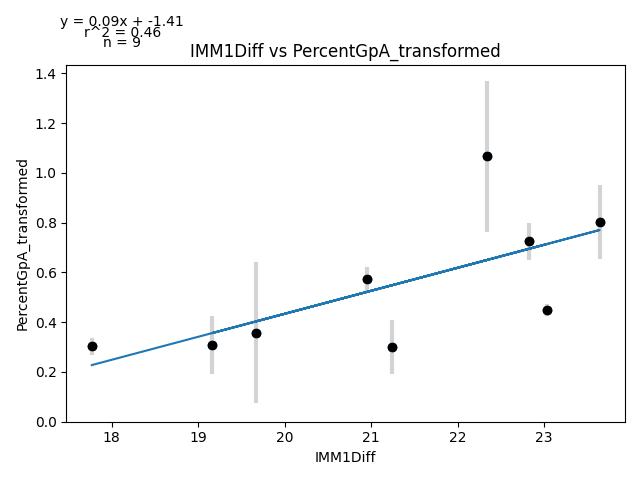 y = 0.09x + -1.41
r^2 = 0.46
n = 9
IMM1Diff vs PercentGpA_transformed
PercentGpA_transformed
1.4
1.2
1.0
0.8
0.6
0.4
0.2
0.0
18 19 20 21 22 23
IMM1Diff